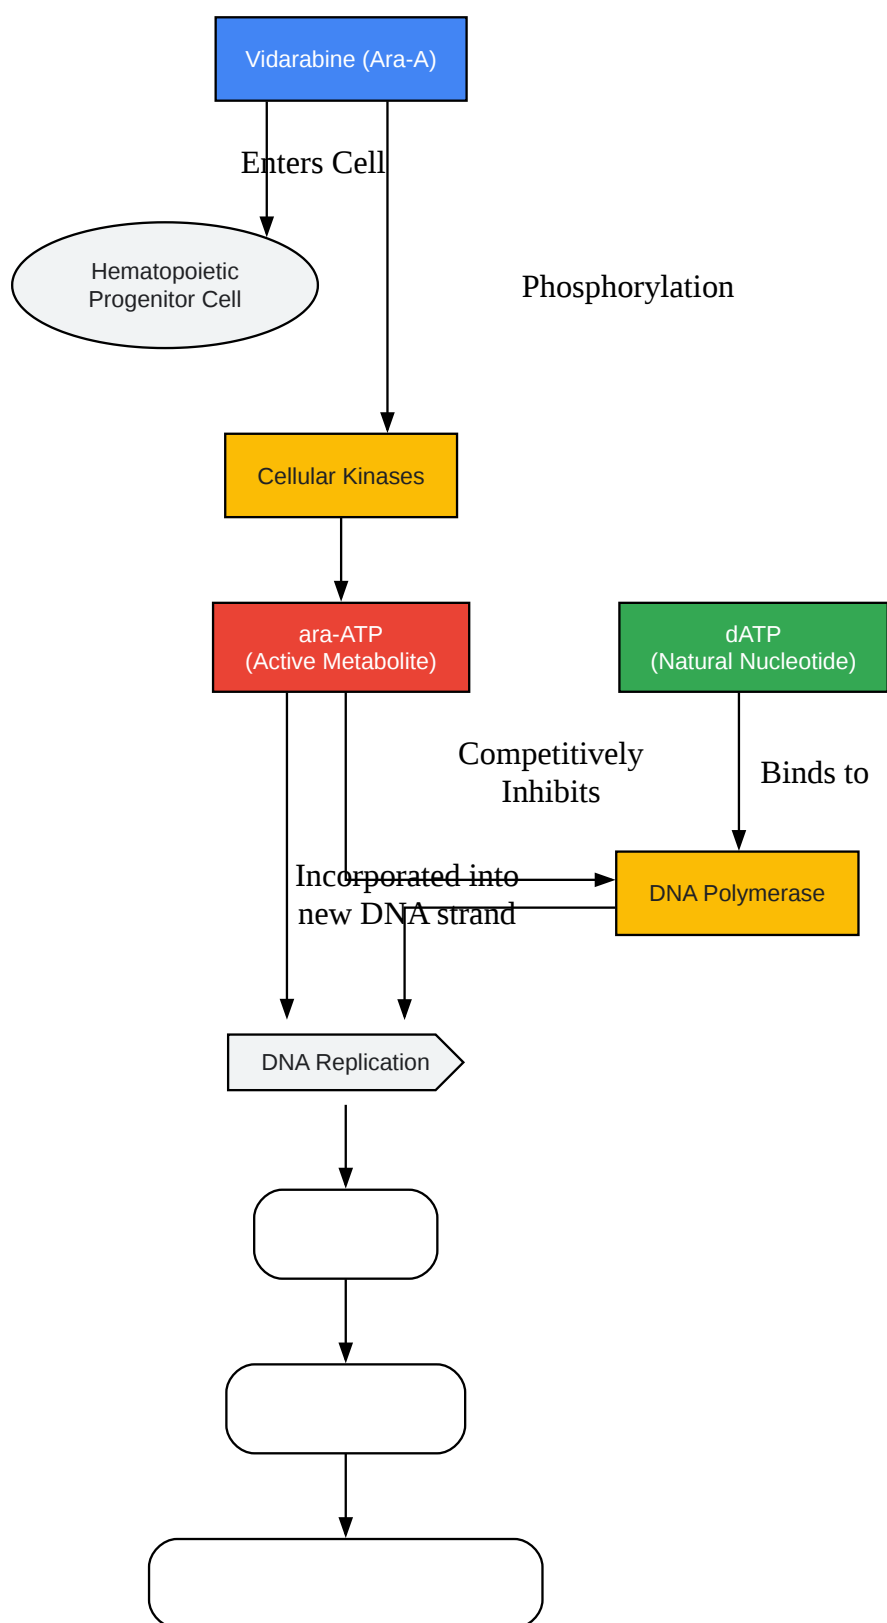 Vidarabine (Ara-A)
Enters Cell
Hematopoietic
Progenitor Cell
Phosphorylation
Cellular Kinases
ara-ATP
(Active Metabolite)
dATP
(Natural Nucleotide)
Competitively
Inhibits
Binds to
Incorporated into
new DNA strand
DNA Polymerase
DNA Replication